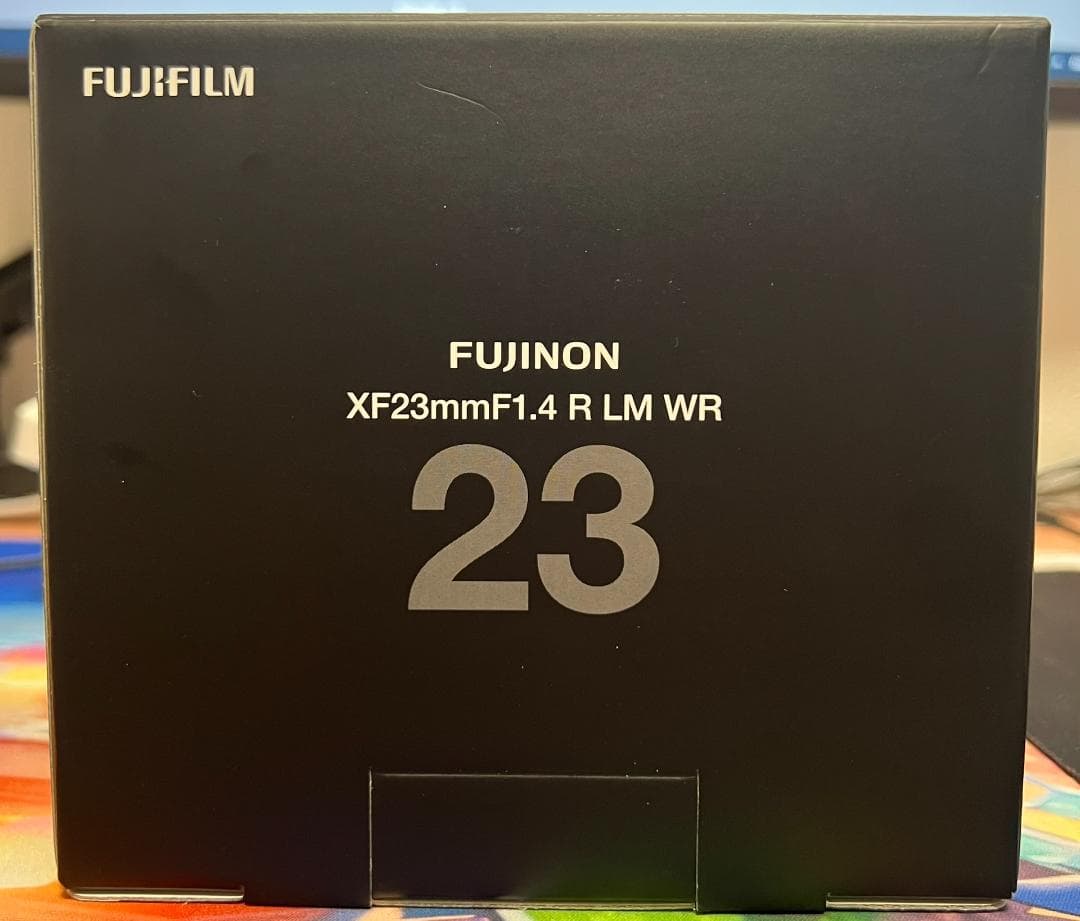 FUJIFILM
FUJINON
XF23mmF1.4 R LM WR
23